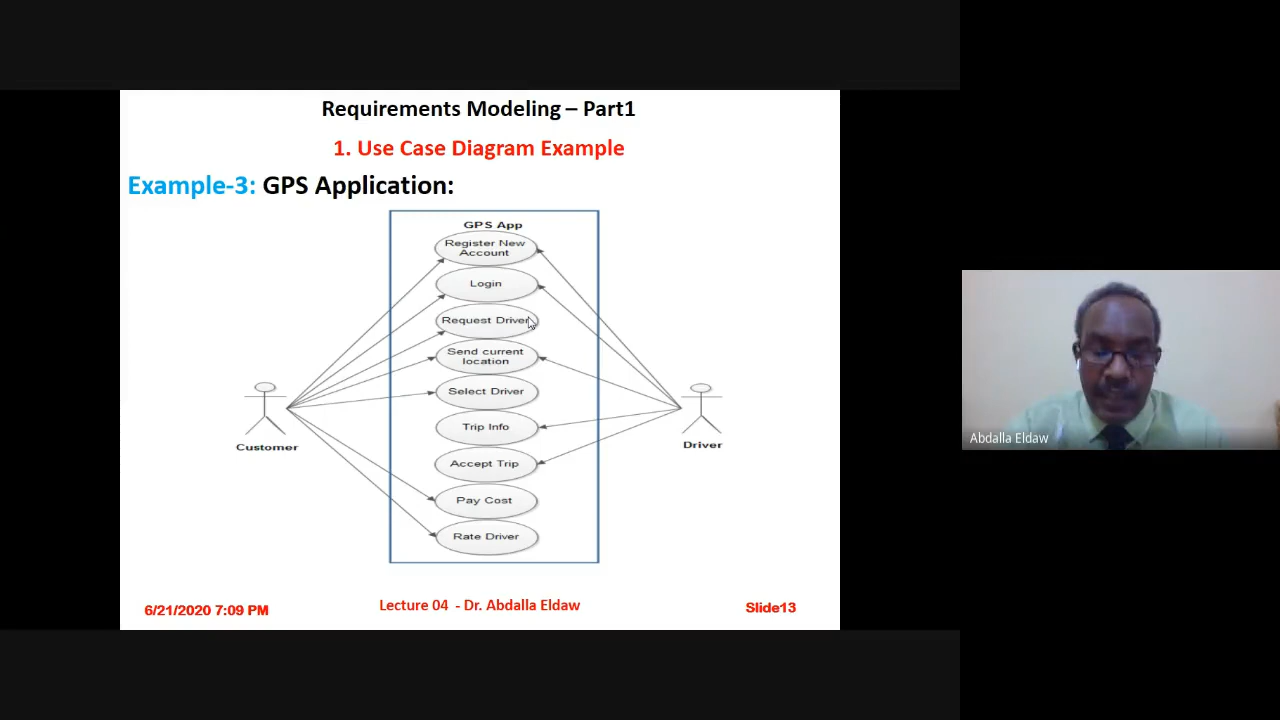 Requirements Modeling – Part1
1. Use Case Diagram Example
Example-3: GPS Application:
GPS App
Register New
Account
Login
Request Driver
Send current
location
Select Driver
Trip Info
Accept Trip
Pay Cost
Rate Driver
Customer
Driver
6/21/2020 7:09 PM
Lecture 04 - Dr. Abdalla Eldaw
Slide13
Abdalla Eldaw